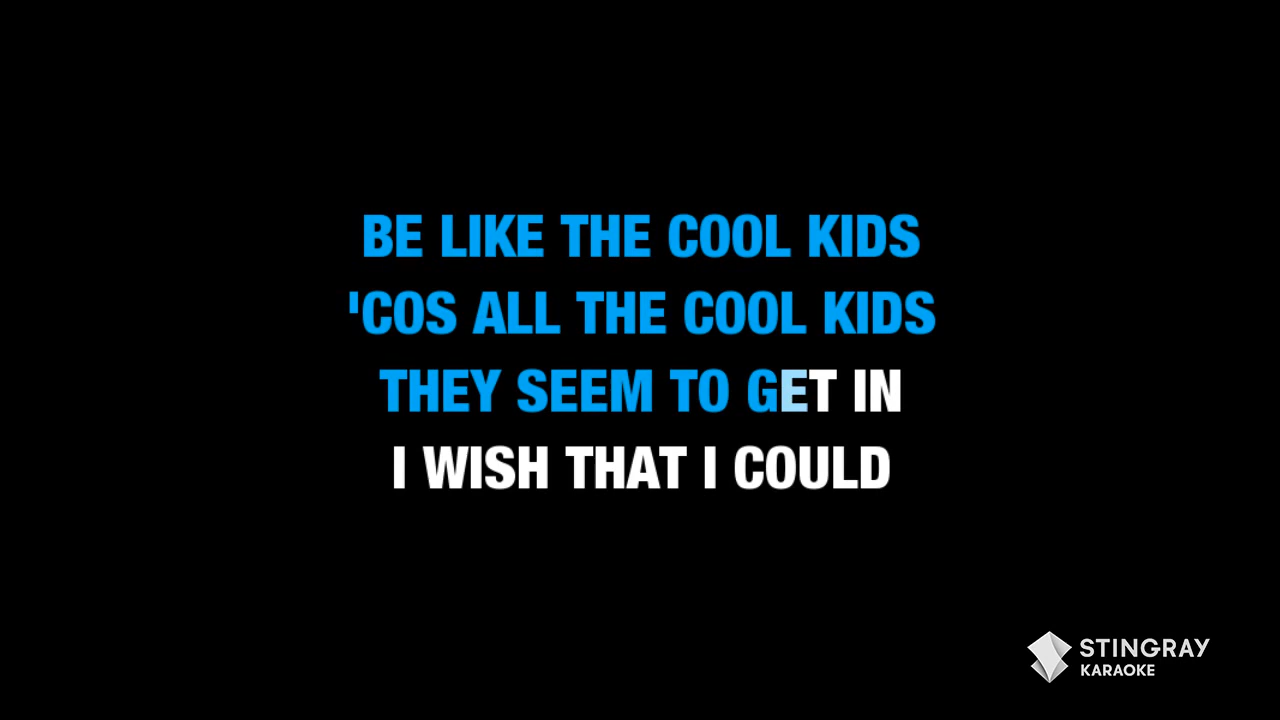 BE LIKE THE COOL KIDS
'COS ALL THE COOL KIDS
THEY SEEM TO GET IN
I WISH THAT I COULD
STINGRAY
KARAOKE